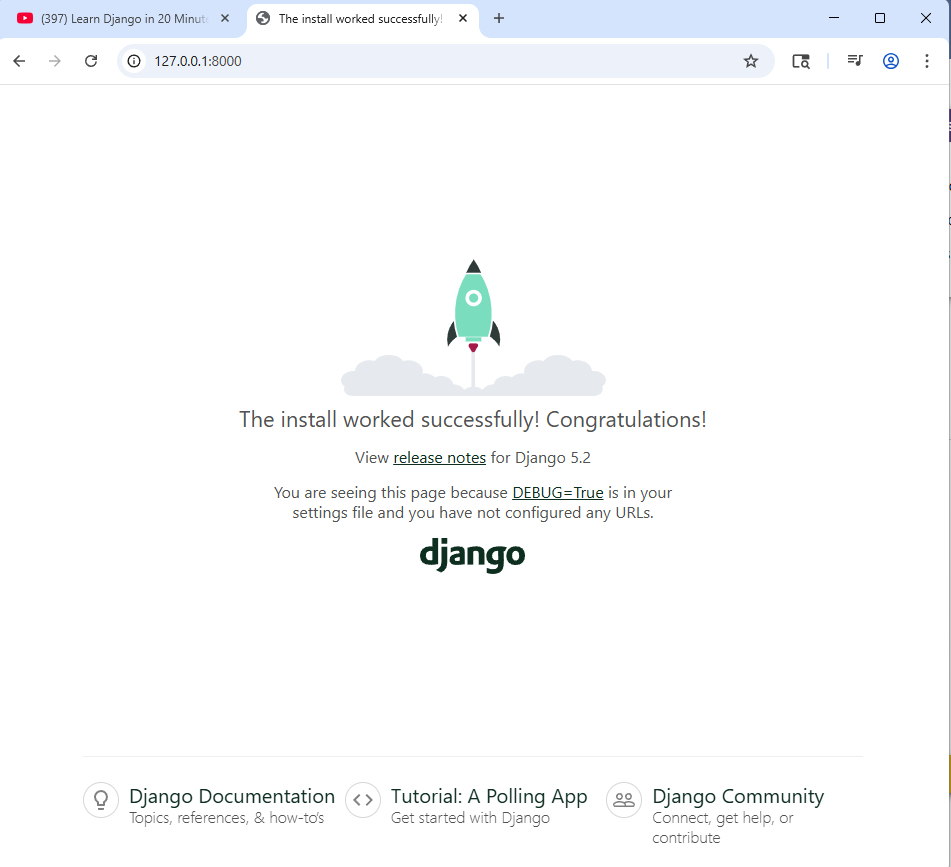 (397) Learn Django in 20 Minut
The install worked successfully!
127.0.0.1:8000
The install worked successfully! Congratulations!
View release notes for Django 5.2
You are seeing this page because DEBUG=True is in your
settings file and you have not configured any URLs.
django
Django Documentation
Topics, references, & how-to's
Tutorial: A Polling App
Get started with Django
Django Community
Connect, get help, or
contribute